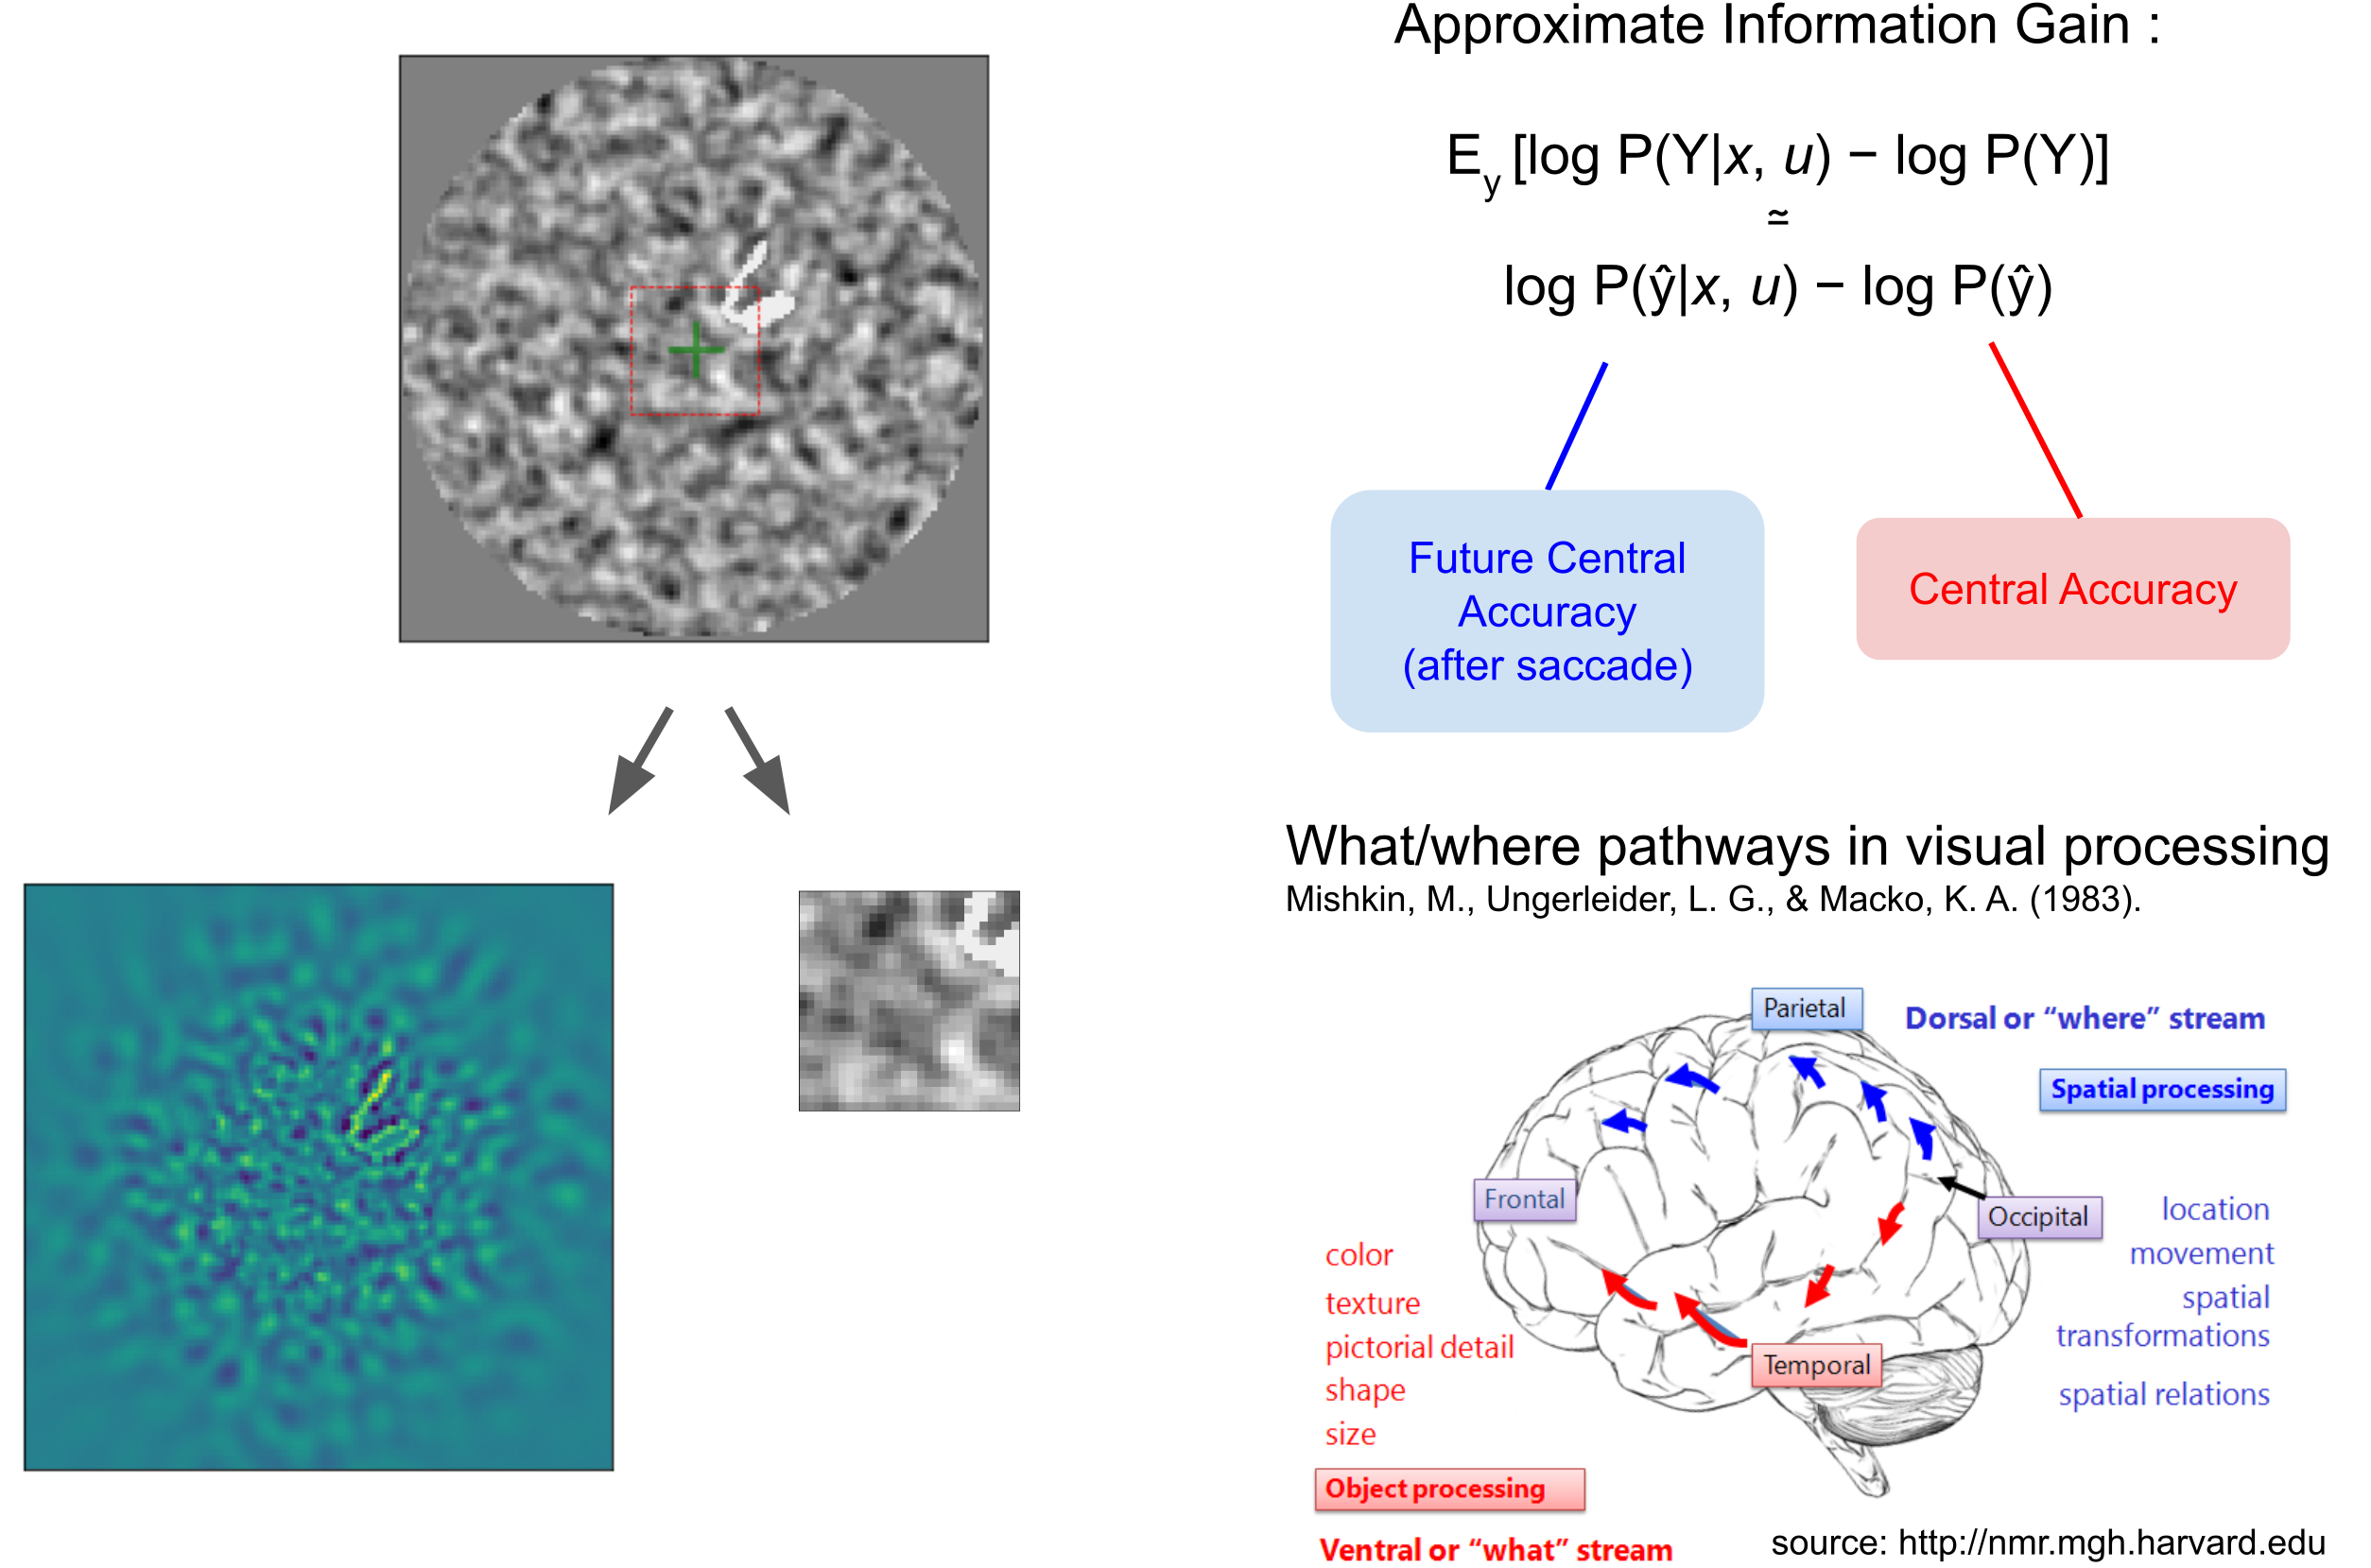 Approximate Information Gain :
E_y [log P(Y|x, u) − log P(Y)]
≃
log P(ŷ|x, u) − log P(ŷ)
Future Central
Accuracy
(after saccade)
Central Accuracy
What/where pathways in visual processing
Mishkin, M., Ungerleider, L. G., & Macko, K. A. (1983).
Parietal
Dorsal or “where” stream
Spatial processing
Frontal
Occipital
location
movement
spatial
transformations
spatial relations
color
texture
pictorial detail
shape
size
Temporal
Object processing
Ventral or “what” stream
source: http://nmr.mgh.harvard.edu